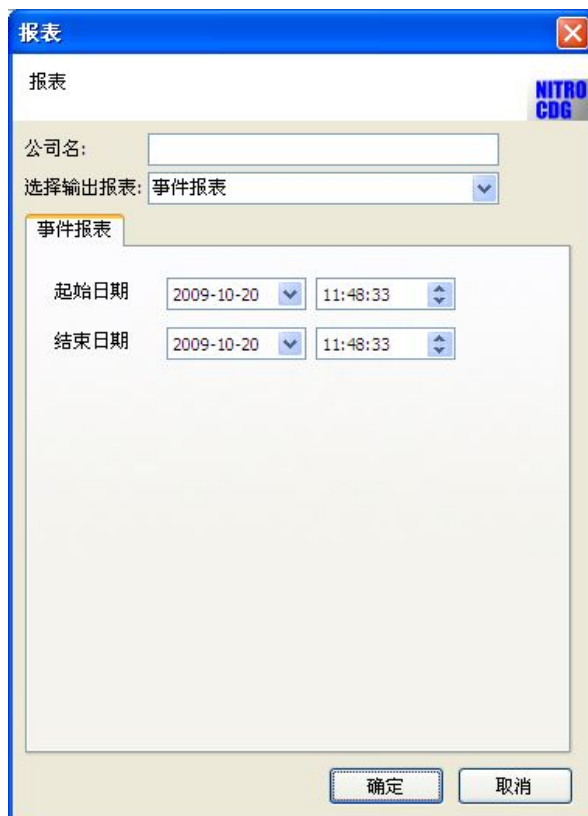 报表
报表
NITRO
CDG
公司名:
选择输出报表: 事件报表
事件报表
起始日期 2009-10-20 11:48:33
结束日期 2009-10-20 11:48:33
确定 取消